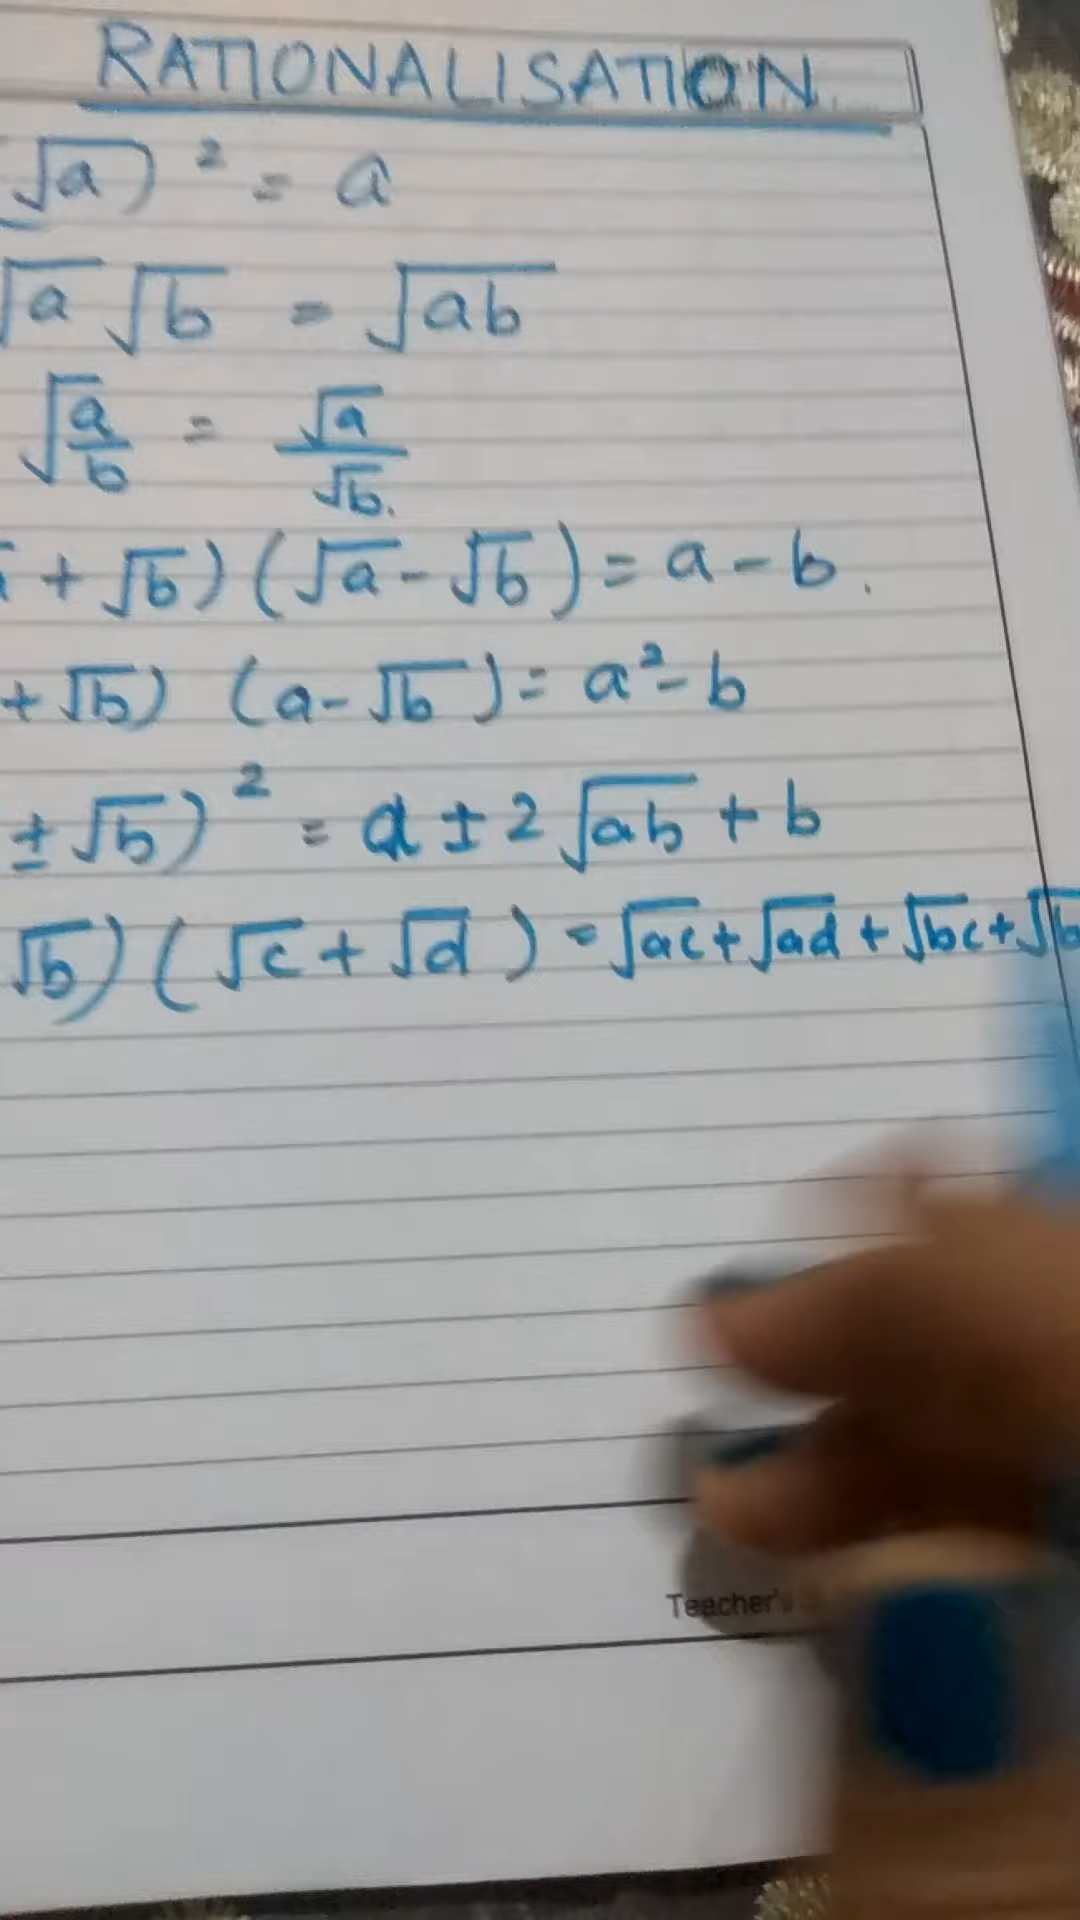 RATIONALISATION
√a)² = a
√a √b = √ab
√a/b = √a/√b.
+ √b) (√a - √b) = a - b.
+ √b) (a - √b) = a² - b
± √b)² = a ± 2√ab + b
√b) (√c + √d) = √ac + √ad + √bc + √b
Teacher's